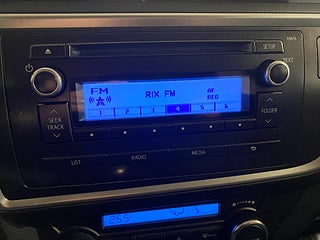 SETUP
FM RIX FM AF
REG
TEXT
1 2 3 4 5 6
SEEK
TRACK
FOLDER
LIST RADIO MEDIA